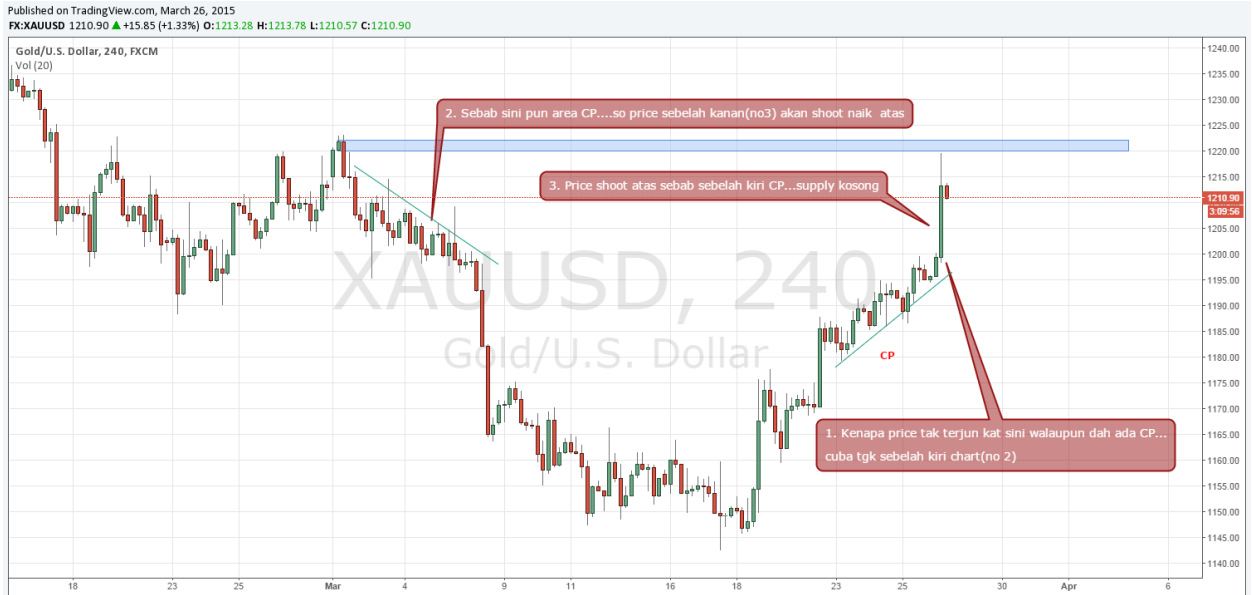 Published on TradingView.com, March 26, 2015
FX:XAUUSD 1210.90 ▲ +15.85 (+1.33%) O:1213.28 H:1213.78 L:1210.57 C:1210.90
Gold/U.S. Dollar, 240, FXCM
Vol (20)
2. Sebab sini pun area CP....so price sebelah kanan(no3) akan shoot naik atas
3. Price shoot atas sebab sebelah kiri CP...supply kosong
XAUUSD, 240
Gold/U.S. Dollar
CP
1. Kenapa price tak terjun kat sini walaupun dah ada CP...
cuba tgk sebelah kiri chart(no 2)
1240.00
1235.00
1230.00
1225.00
1220.00
1215.00
1210.90
3:09:56
1205.00
1200.00
1195.00
1190.00
1185.00
1180.00
1175.00
1170.00
1165.00
1160.00
1155.00
1150.00
1145.00
1140.00
18 23 25 Mar 4 9 11 16 18 23 25 30 Apr 6